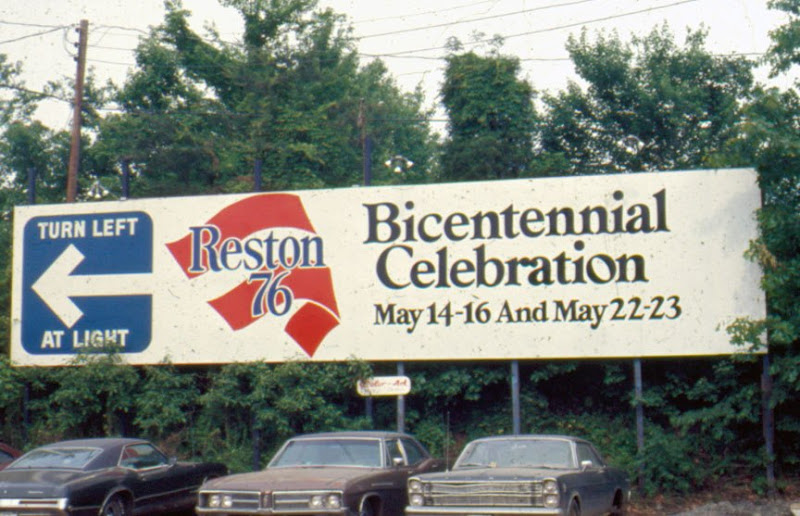 TURN LEFT
AT LIGHT
Reston
76
Bicentennial
Celebration
May 14-16 And May 22-23